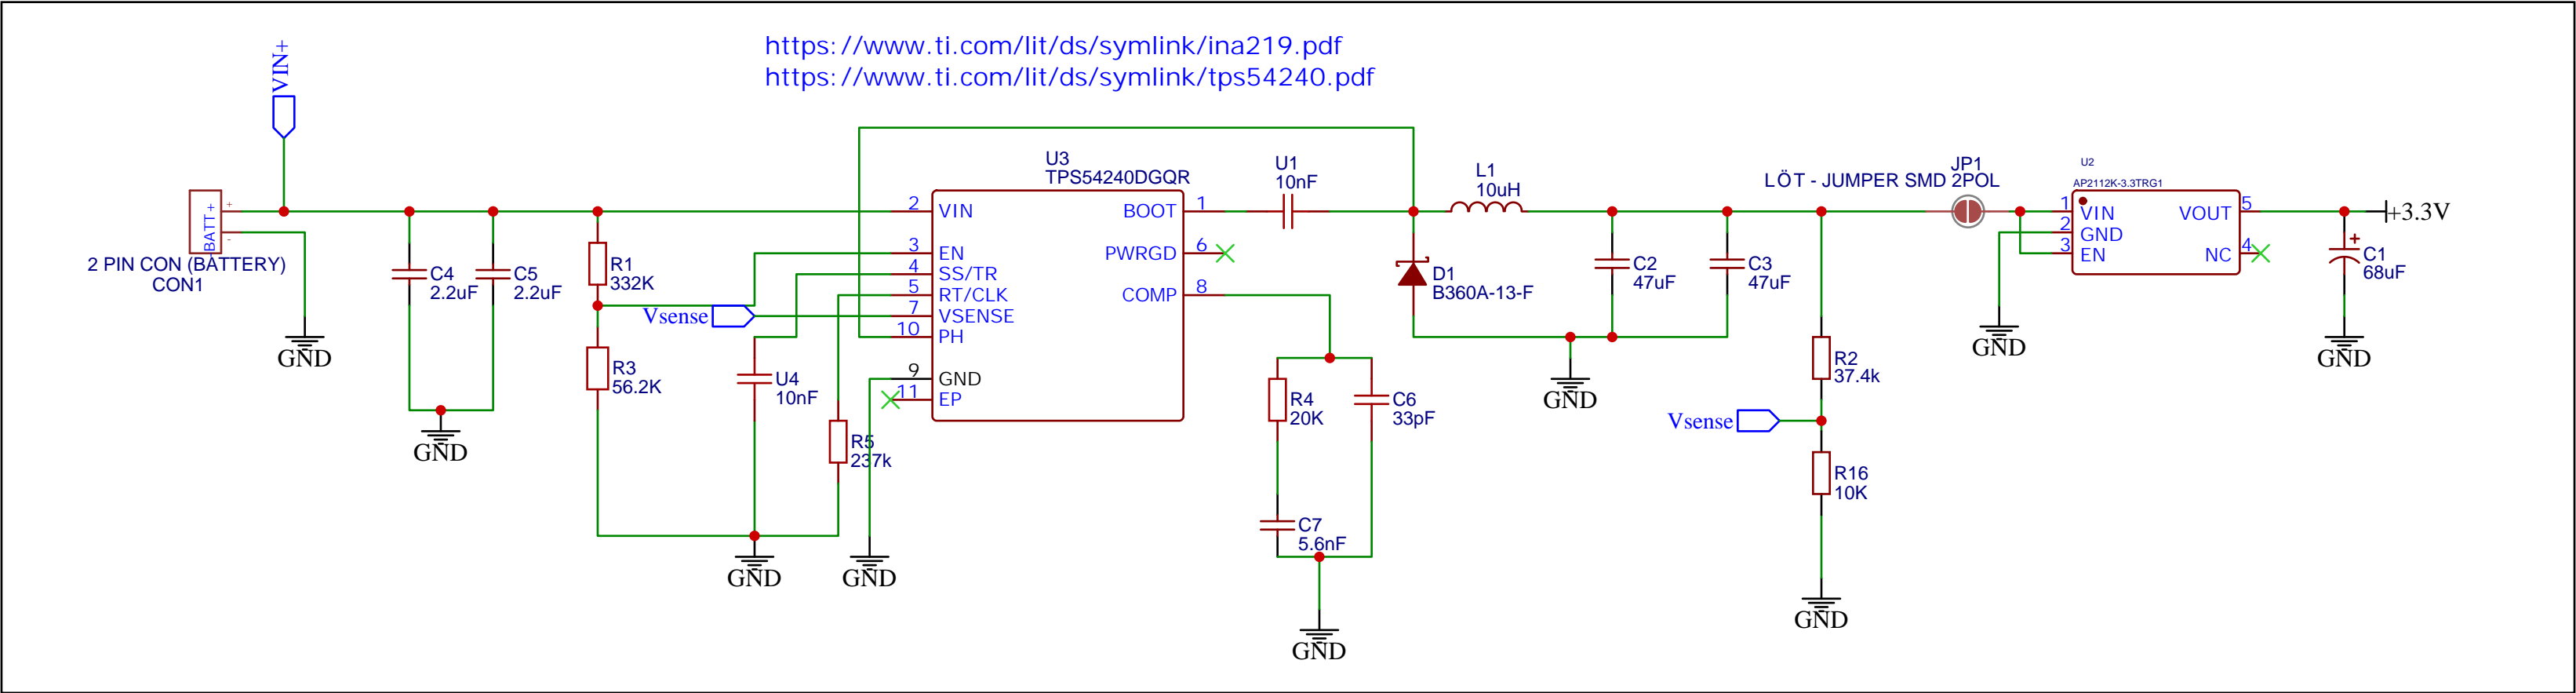 https://www.ti.com/lit/ds/symlink/ina219.pdf
https://www.ti.com/lit/ds/symlink/tps54240.pdf
VIN+
BATT
+
-
+
-
2 PIN CON (BATTERY)
CON1
GND
C4
2.2uF
C5
2.2uF
GND
R1
332K
R3
56.2K
Vsense
U4
10nF
GND
R5
237k
GND
U3
TPS54240DGQR
2 VIN
3 EN
4 SS/TR
5 RT/CLK
7 VSENSE
10 PH
9 GND
11 EP
BOOT 1
PWRGD 6
COMP 8
U1
10nF
R4
20K
C6
33pF
C7
5.6nF
GND
L1
10uH
D1
B360A-13-F
C2
47uF
C3
47uF
GND
LÖT - JUMPER SMD 2POL
JP1
R2
37.4k
Vsense
R16
10K
GND
U2
AP2112K-3.3TRG1
1 VIN
2 GND
3 EN
VOUT 5
NC 4
GND
+3.3V
+
C1
68uF
GND